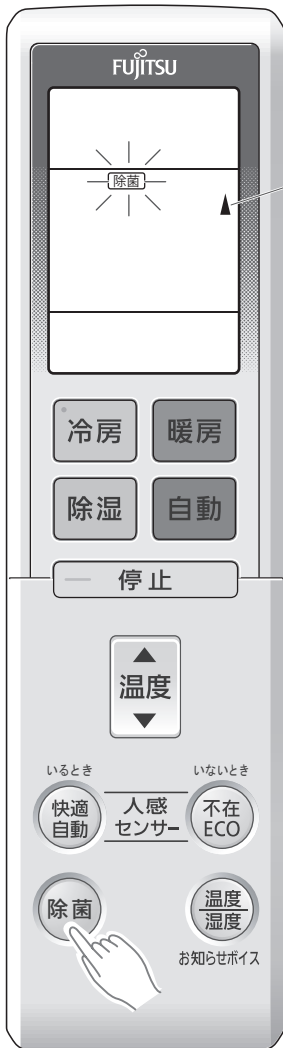 FUJITSU
除菌
冷房 暖房
除湿 自動
停止
温度
いるとき いないとき
快適 人感 不在
自動 センサー ECO
除菌 温度
湿度
お知らせボイス